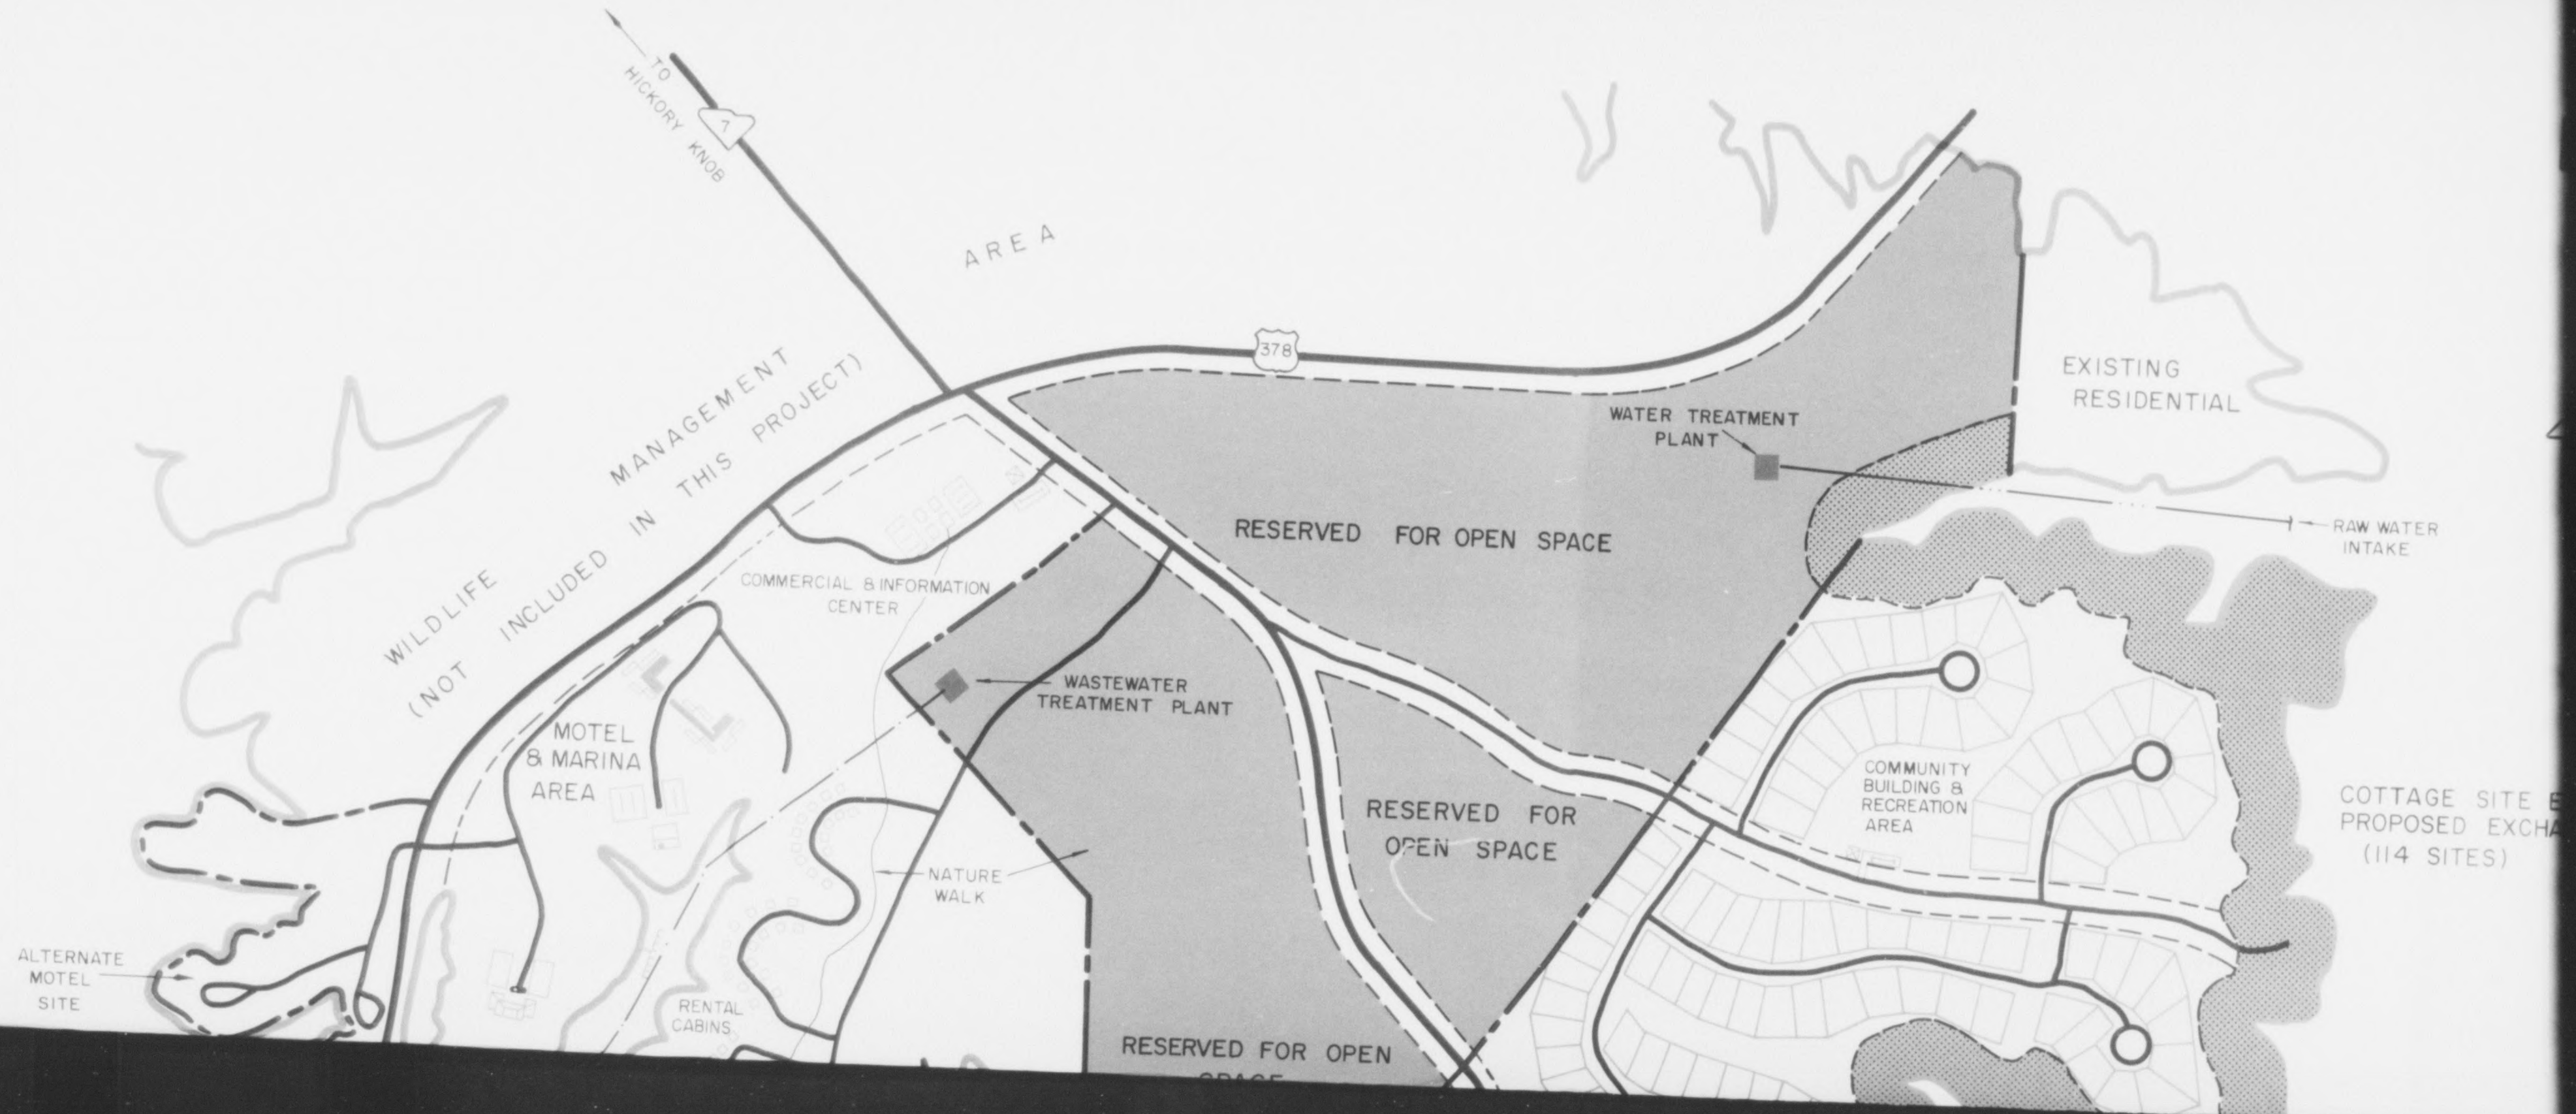 TO
HICKORY KNOB
7
AREA
378
WILDLIFE MANAGEMENT
(NOT INCLUDED IN THIS PROJECT)
EXISTING
RESIDENTIAL
WATER TREATMENT
PLANT
RESERVED FOR OPEN SPACE
RAW WATER
INTAKE
COMMERCIAL & INFORMATION
CENTER
WASTEWATER
TREATMENT PLANT
MOTEL
& MARINA
AREA
COMMUNITY
BUILDING &
RECREATION
AREA
RESERVED FOR
OPEN SPACE
COTTAGE SITE
PROPOSED EXCHA
(114 SITES)
NATURE
WALK
ALTERNATE
MOTEL
SITE
RENTAL
CABINS
RESERVED FOR OPEN
SPACE